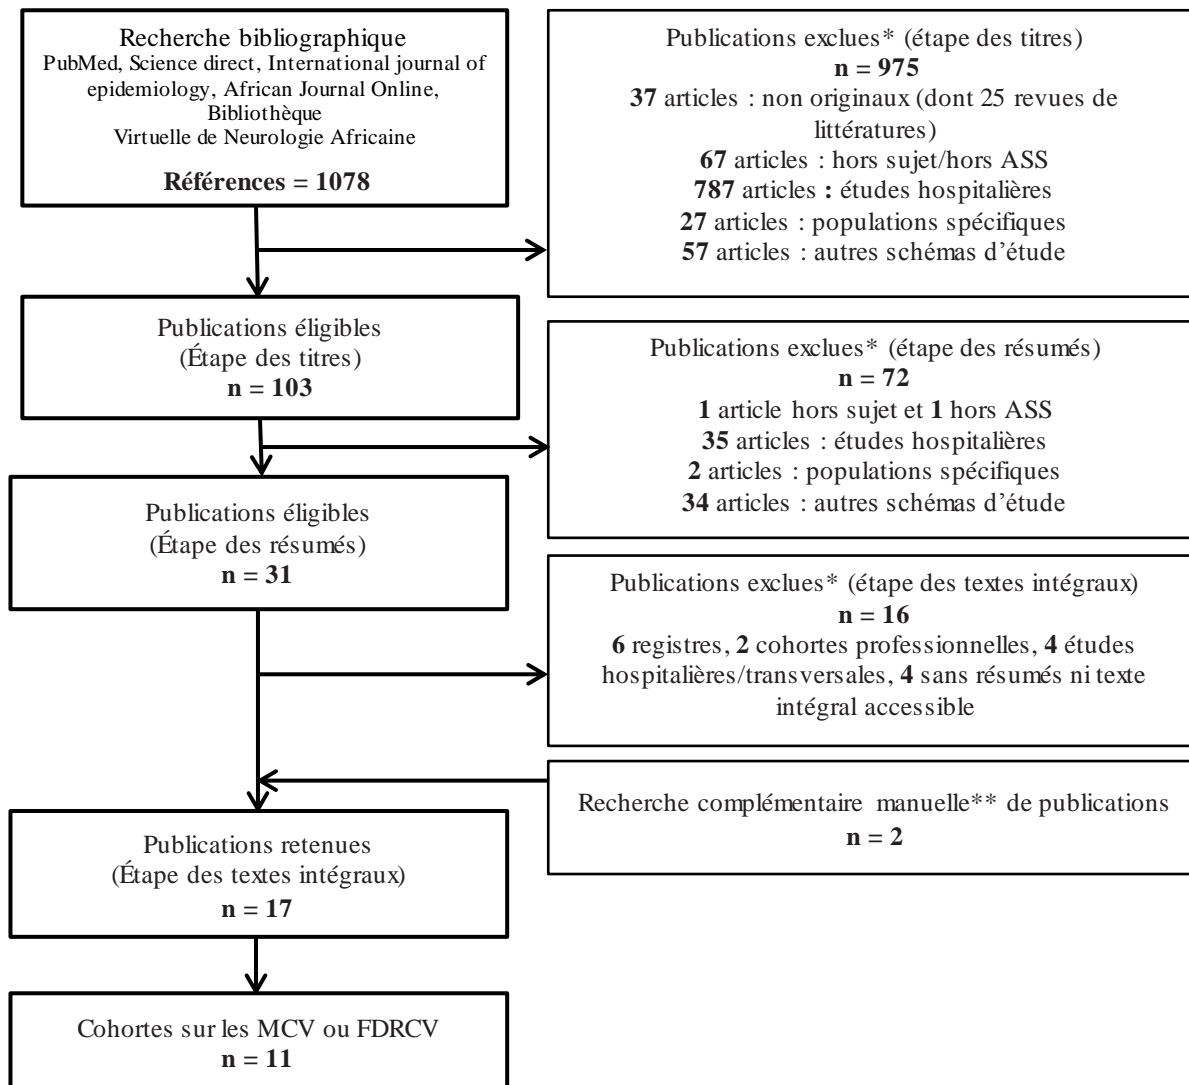 Recherche bibliographique
PubMed, Science direct, International journal of
epidemiology, African Journal Online,
Bibliothèque
Virtuelle de Neurologie Africaine
Références = 1078
Publications exclues* (étape des titres)
n = 975
37 articles : non originaux (dont 25 revues de
littératures)
67 articles : hors sujet/hors ASS
787 articles : études hospitalières
27 articles : populations spécifiques
57 articles : autres schémas d'étude
Publications éligibles
(Étape des titres)
n = 103
Publications exclues* (étape des résumés)
n = 72
1 article hors sujet et 1 hors ASS
35 articles : études hospitalières
2 articles : populations spécifiques
34 articles : autres schémas d'étude
Publications éligibles
(Étape des résumés)
n = 31
Publications exclues* (étape des textes intégraux)
n = 16
6 registres, 2 cohortes professionnelles, 4 études
hospitalières/transversales, 4 sans résumés ni texte
intégral accessible
Recherche complémentaire manuelle** de publications
n = 2
Publications retenues
(Étape des textes intégraux)
n = 17
Cohortes sur les MCV ou FDRCV
n = 11